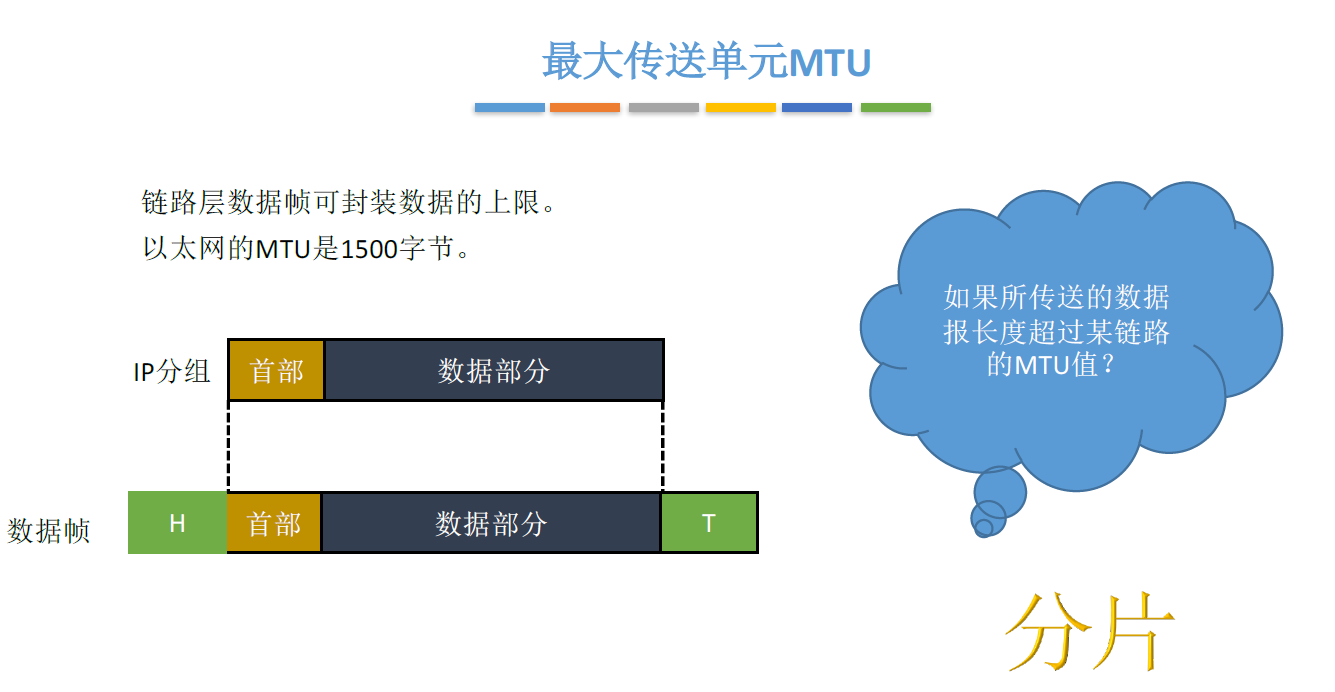 最大传送单元MTU
链路层数据帧可封装数据的上限。
以太网的MTU是1500字节。
如果所传送的数据
报长度超过某链路
的MTU值？
IP分组
首部
数据部分
数据帧
H
首部
数据部分
T
分片